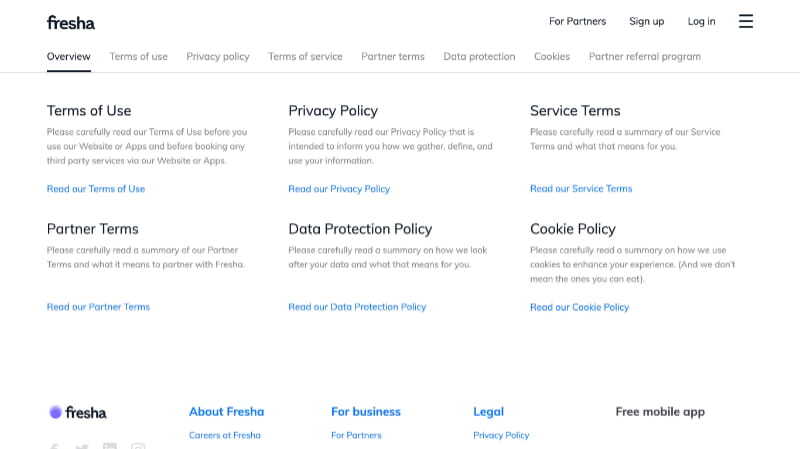 fresha
For Partners Sign up Log in
Overview Terms of use Privacy policy Terms of service Partner terms Data protection Cookies Partner referral program
Terms of Use
Please carefully read our Terms of Use before you
use our Website or Apps and before booking any
third party services via our Website or Apps.
Read our Terms of Use
Privacy Policy
Please carefully read our Privacy Policy that is
intended to inform you how we gather, define, and
use your information.
Read our Privacy Policy
Service Terms
Please carefully read a summary of our Service
Terms and what that means for you.
Read our Service Terms
Partner Terms
Please carefully read a summary of our Partner
Terms and what it means to partner with Fresha.
Read our Partner Terms
Data Protection Policy
Please carefully read a summary on how we look
after your data and what that means for you.
Read our Data Protection Policy
Cookie Policy
Please carefully read a summary on how we use
cookies to enhance your experience. (And we don't
mean the ones you can eat).
Read our Cookie Policy
fresha
About Fresha
Careers at Fresha
For business
For Partners
Legal
Privacy Policy
Free mobile app